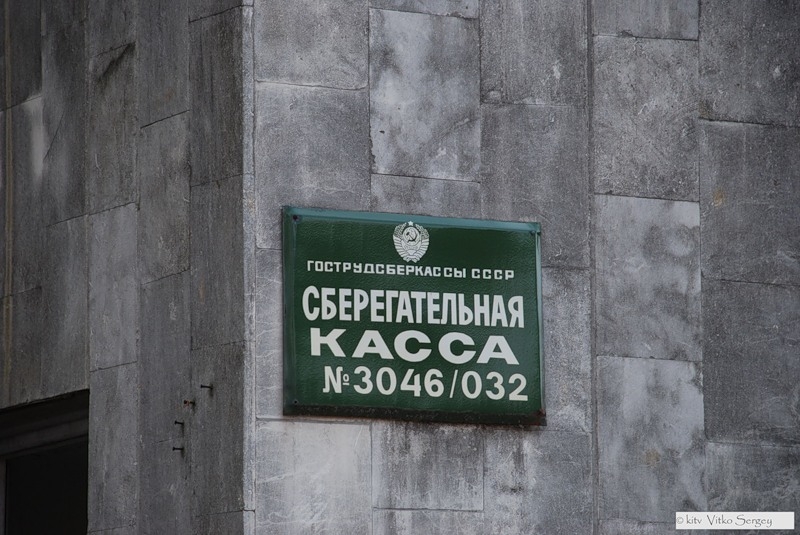 ГОСТРУДСБЕРКАССЫ СССР
СБЕРЕГАТЕЛЬНАЯ
КАССА
№3046/032
© kitv Vitko Sergey